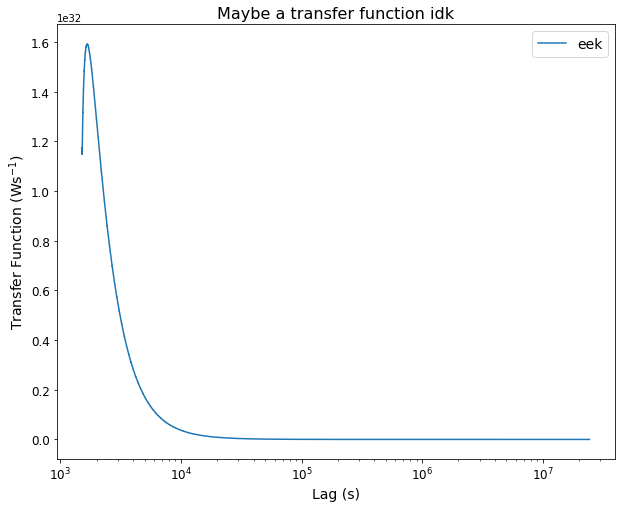 Maybe a transfer function idk
1e32
eek
1.6
1.4
1.2
1.0
0.8
0.6
0.4
0.2
0.0
Transfer Function (Ws⁻¹)
10³ 10⁴ 10⁵ 10⁶ 10⁷
Lag (s)